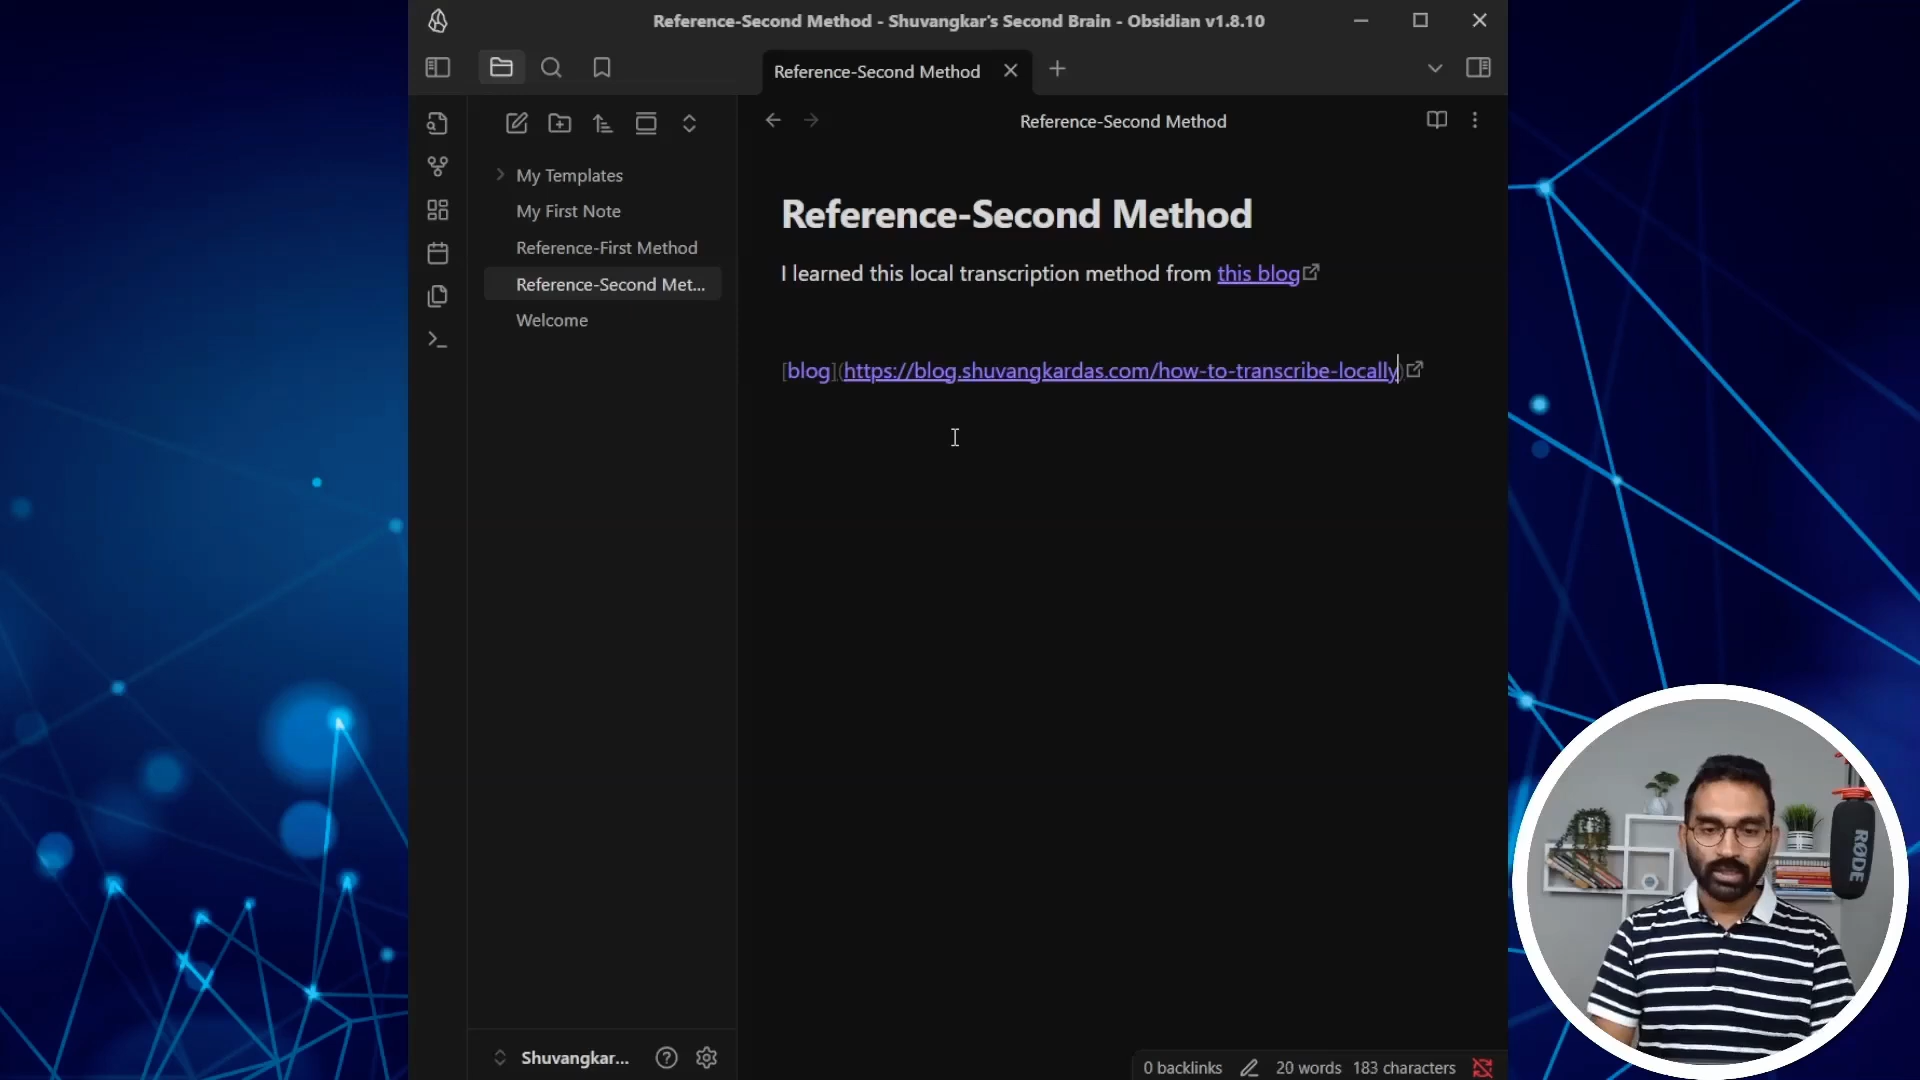 Reference-Second Method - Shuvangkar's Second Brain - Obsidian v1.8.10
Reference-Second Method
Reference-Second Method
My Templates
My First Note
Reference-First Method
Reference-Second Met...
Welcome
Reference-Second Method
I learned this local transcription method from this blog
[blog](https://blog.shuvangkardas.com/how-to-transcribe-locally)
Shuvangkar...
0 backlinks
20 words
183 characters
RØDE